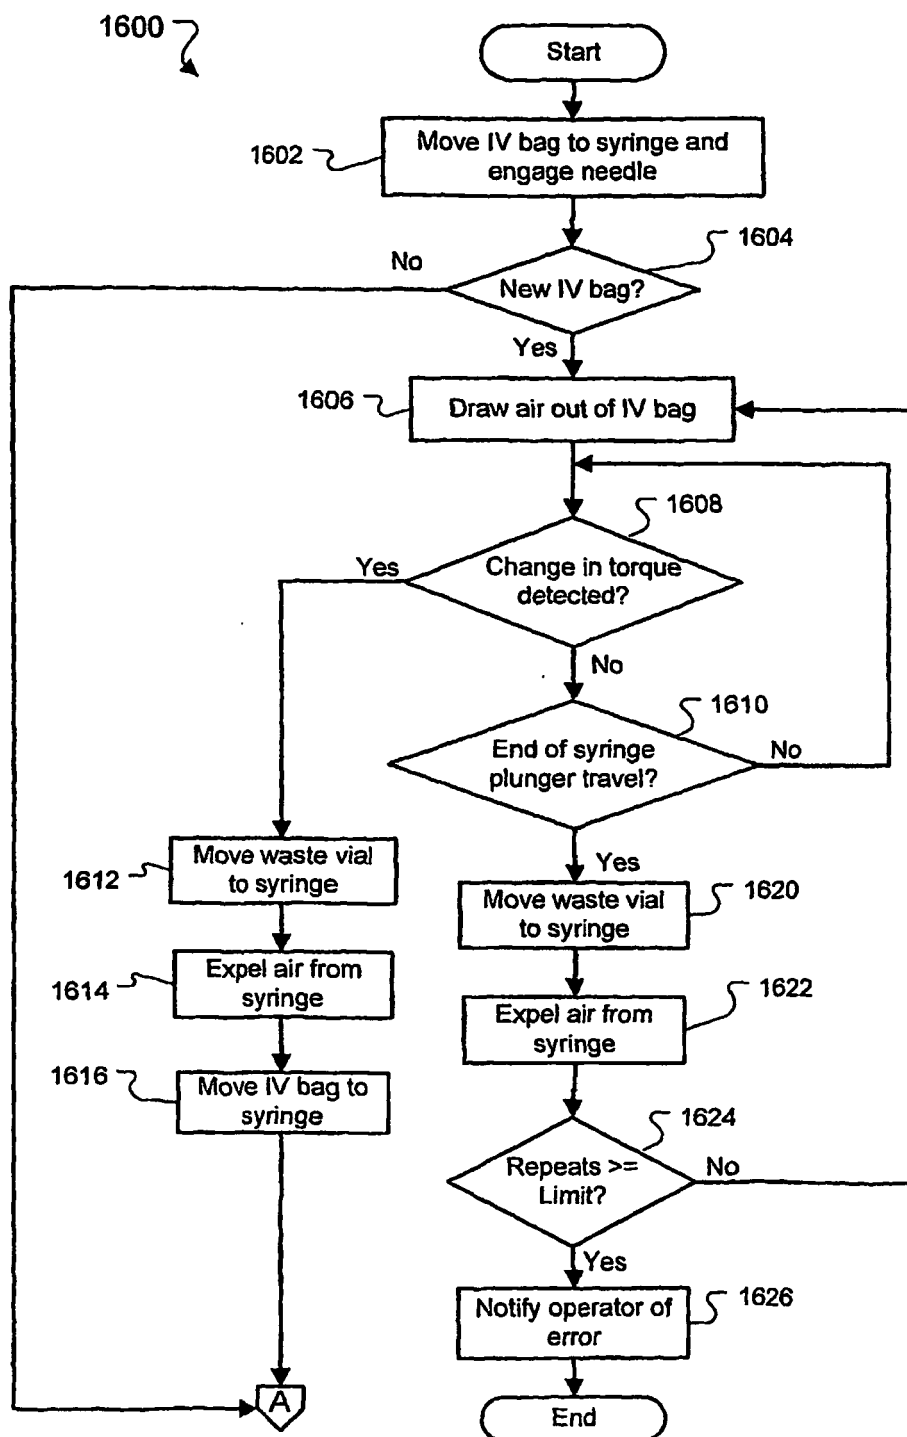 1600
Start
Move IV bag to syringe and
engage needle
1602
1604
No
New IV bag?
Yes
1606
Draw air out of IV bag
1608
Yes
Change in torque
detected?
No
1610
End of syringe
plunger travel?
No
Yes
1612
Move waste vial
to syringe
Move waste vial
to syringe
1620
1614
Expel air from
syringe
Expel air from
syringe
1622
1616
Move IV bag to
syringe
1624
Repeats >=
Limit?
No
Yes
Notify operator of
error
1626
A
End